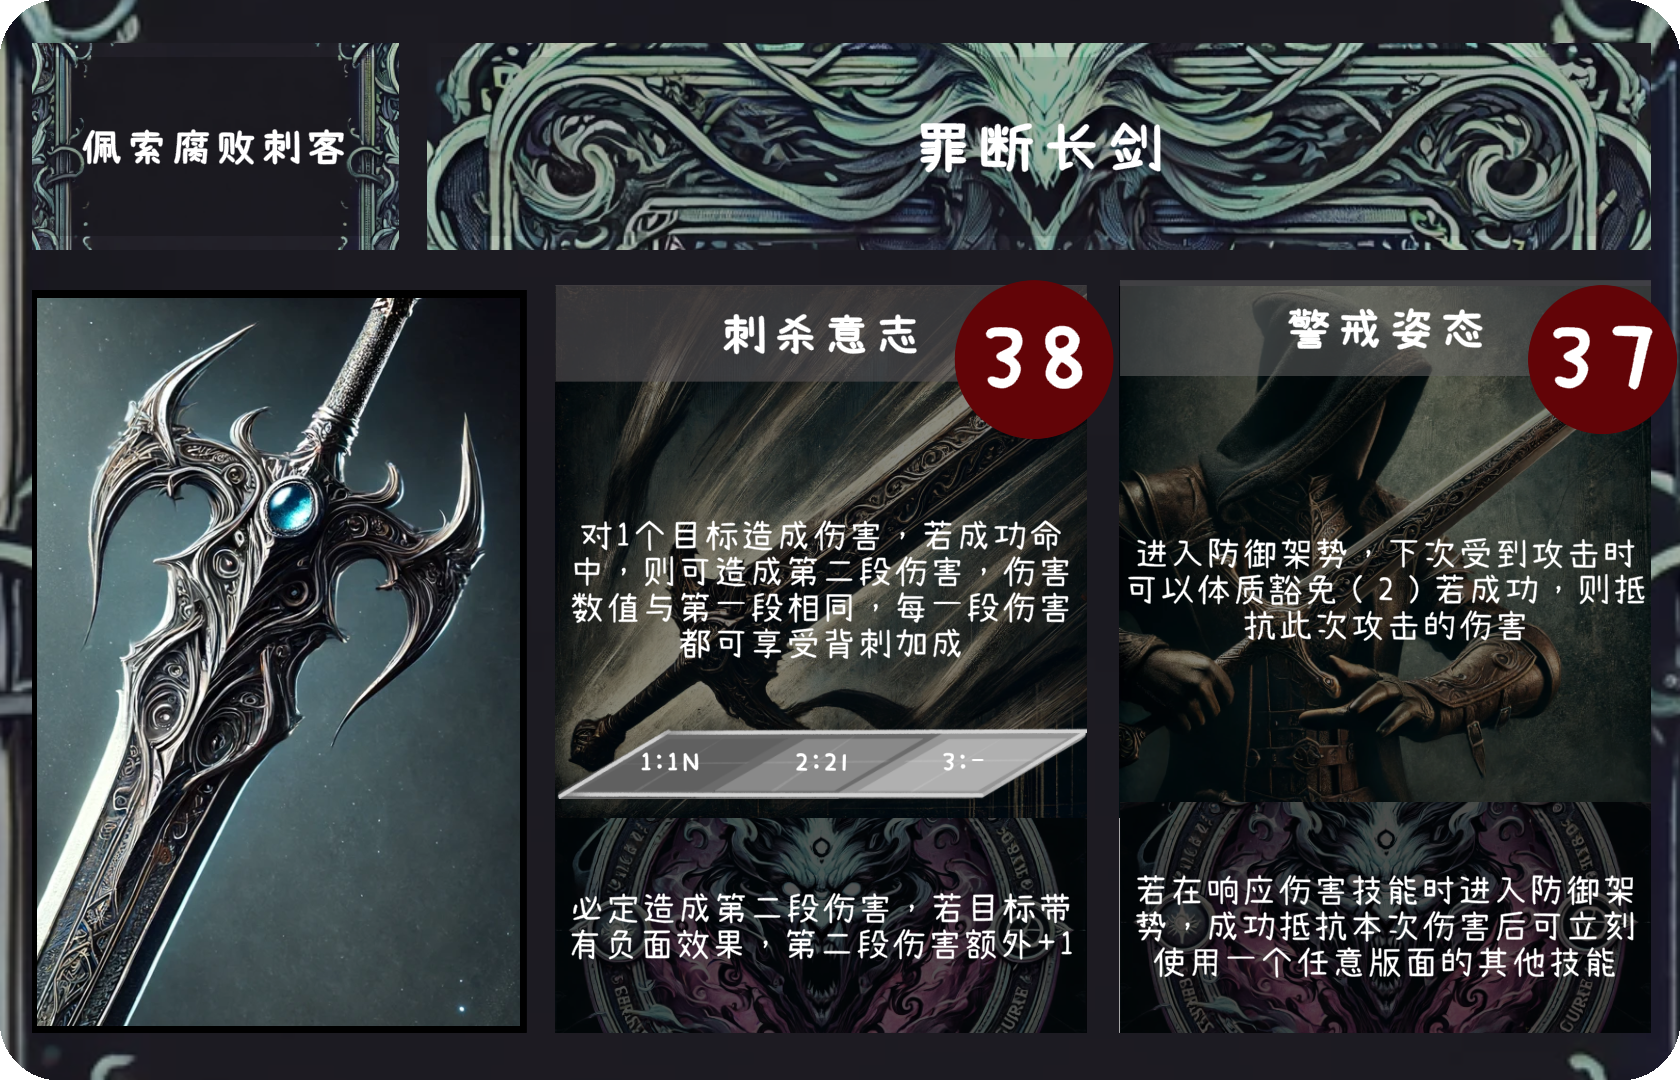 佩索腐败刺客
罪断长剑
刺杀意志
38
对1个目标造成伤害，若成功命
中，则可造成第二段伤害，伤害
数值与第一段相同，每一段伤害
都可享受背刺加成
1:1N
2:2I
3:-
必定造成第二段伤害，若目标带
有负面效果，第二段伤害额外+1
警戒姿态
37
进入防御架势，下次受到攻击时
可以体质豁免（2）若成功，则抵
抗此次攻击的伤害
若在响应伤害技能时进入防御架
势，成功抵抗本次伤害后可立刻
使用一个任意版面的其他技能